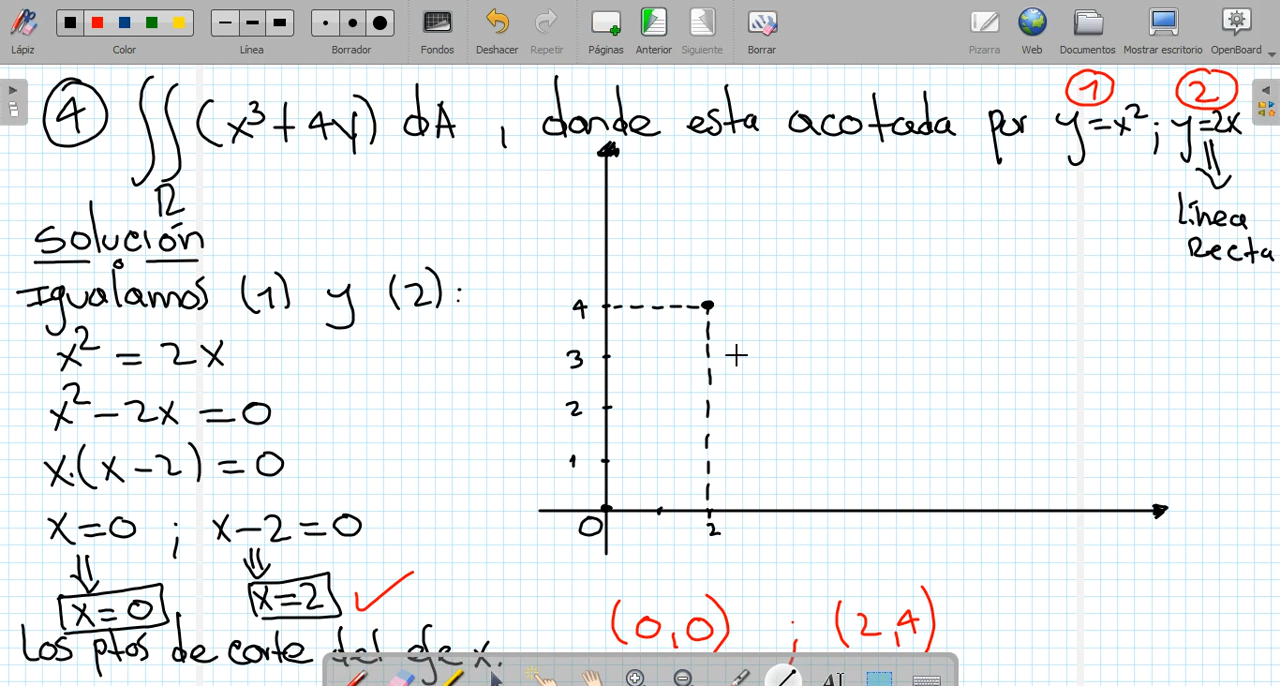 Lápiz Color Línea Borrador Fondos Deshacer Repetir Páginas Anterior Siguiente Borrar Pizarra Web Documentos Mostrar escritorio OpenBoard
1 2
4 ∬ (x³+4y) dA , donde esta acotada por y=x² ; y=2x
R
Línea
Recta
Solución
Igualamos (1) y (2):
x² = 2x
x²-2x=0
x.(x-2)=0
x=0 ; x-2=0
x=0 x=2
Los ptos de corte del eje x.
4
3
2
1
0 2
(0,0) ; (2,4)